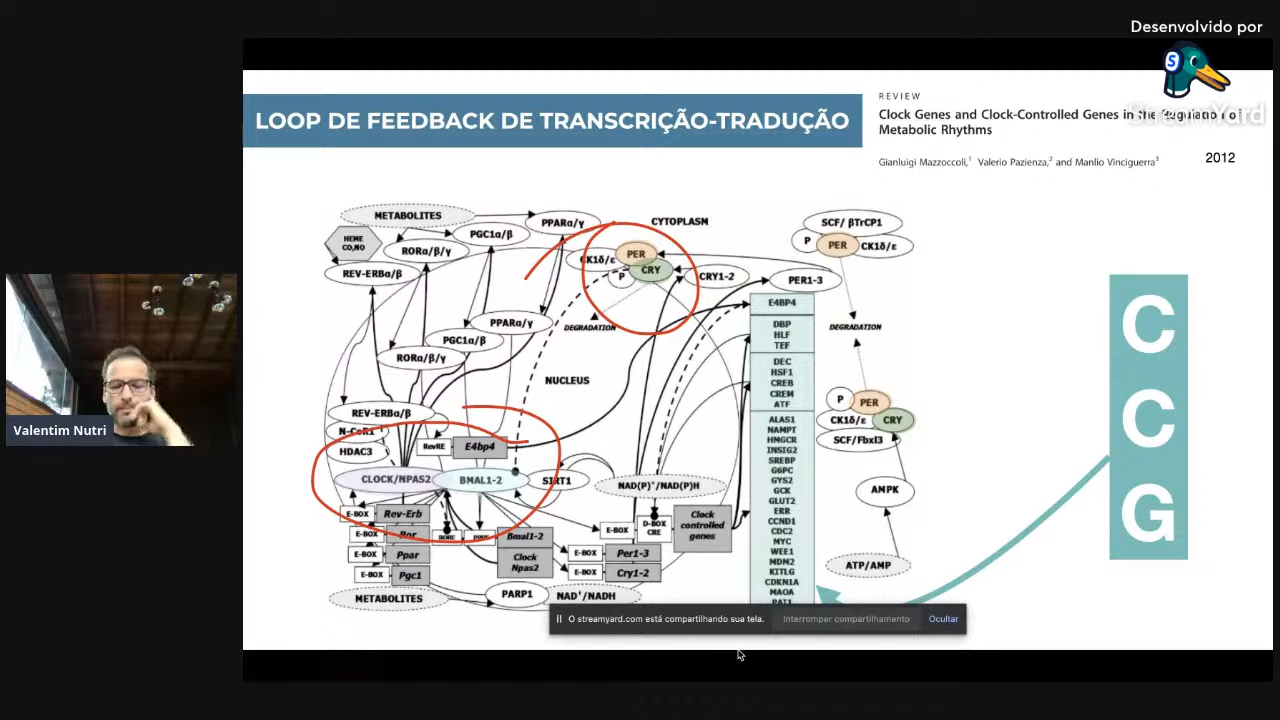 Desenvolvido por
S
StreamYard
LOOP DE FEEDBACK DE TRANSCRIÇÃO-TRADUÇÃO
REVIEW
Clock Genes and Clock-Controlled Genes in the Regulation of
Metabolic Rhythms
Gianluigi Mazzoccoli,1 Valerio Pazienza,2 and Manlio Vinciguerra3
2012
METABOLITES
PPARα/γ
CYTOPLASM
SCF/ βTrCP1
HEME
CO,NO
PGC1α/β
RORα/β/γ
REV-ERBα/β
CK1δ/ε
PER
CRY
P
CRY1-2
PER1-3
P
PER
CK1δ/ε
DEGRADATION
PPARα/γ
PGC1α/β
RORα/β/γ
NUCLEUS
E4BP4
DBP
HLF
TEF
DEC
HSF1
CREB
CREM
ATF
ALAS1
NAMPT
HMGCR
INSIG2
SREBP
G6PC
GYS2
GCK
GLUT2
ERR
CCND1
CDC2
MYC
WEE1
MDM2
KITLG
CDKN1A
MAOA
DEGRADATION
P
PER
CK1δ/ε
CRY
SCF/Fbxl3
AMPK
ATP/AMP
REV-ERBα/β
N-CoR1
HDAC3
RevRE
E4bp4
CLOCK/NPAS2
BMAL1-2
SIRT1
NAD(P)+/NAD(P)H
E-BOX
Rev-Erb
E-BOX
Ror
RORE
E-BOX
Ppar
E-BOX
Pgc1
Bmal1-2
Clock
Npas2
E-BOX
D-BOX
CRE
Clock
controlled
genes
E-BOX
Per1-3
E-BOX
Cry1-2
METABOLITES
PARP1
NAD+/NADH
C
C
G
Valentim Nutri
O streamyard.com está compartilhando sua tela.
Interromper compartilhamento
Ocultar